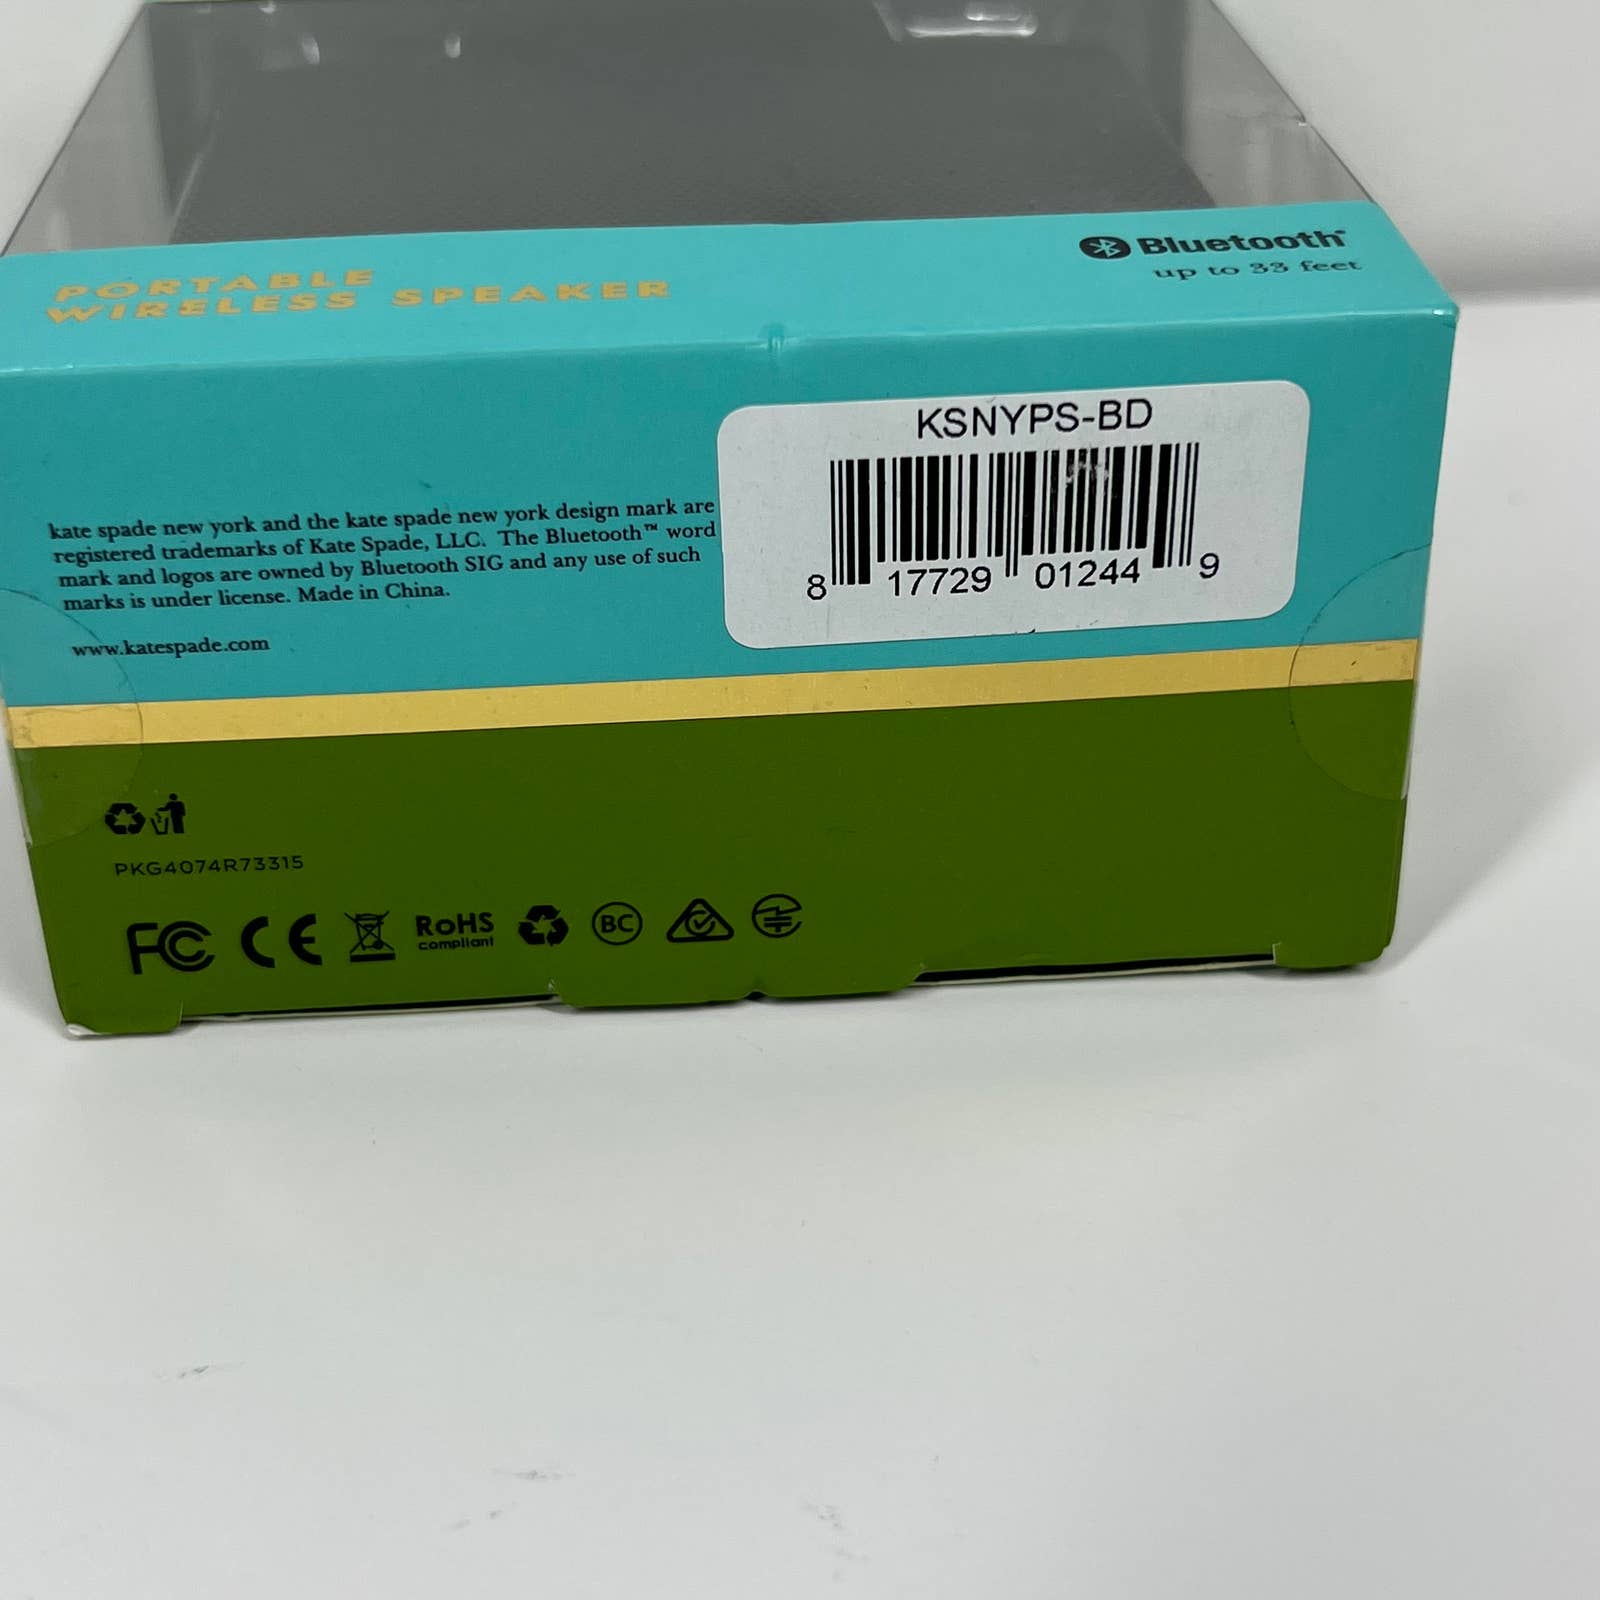 PORTABLE
WIRELESS SPEAKER
Bluetooth
up to 33 feet
KSNYPS-BD
8 17729 01244 9
kate spade new york and the kate spade new york design mark are
registered trademarks of Kate Spade, LLC. The Bluetooth™ word
mark and logos are owned by Bluetooth SIG and any use of such
marks is under license. Made in China.
www.katespade.com
PKG4074R73315
FC CE RoHS BC
compliant